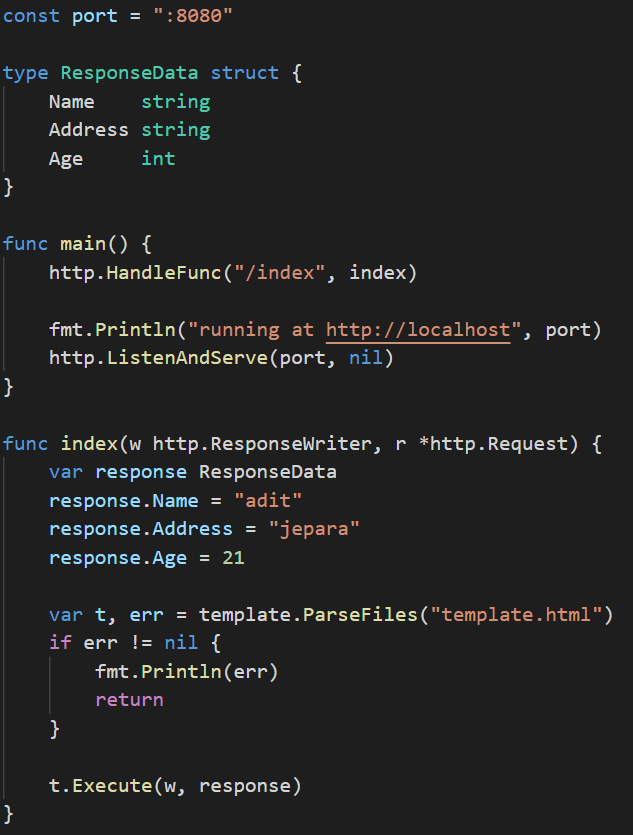 const port = ":8080"
type ResponseData struct {
    Name    string
    Address string
    Age     int
}
func main() {
    http.HandleFunc("/index", index)
    fmt.Println("running at http://localhost", port)
    http.ListenAndServe(port, nil)
}
func index(w http.ResponseWriter, r *http.Request) {
    var response ResponseData
    response.Name = "adit"
    response.Address = "jepara"
    response.Age = 21
    var t, err = template.ParseFiles("template.html")
    if err != nil {
        fmt.Println(err)
        return
    }
    t.Execute(w, response)
}